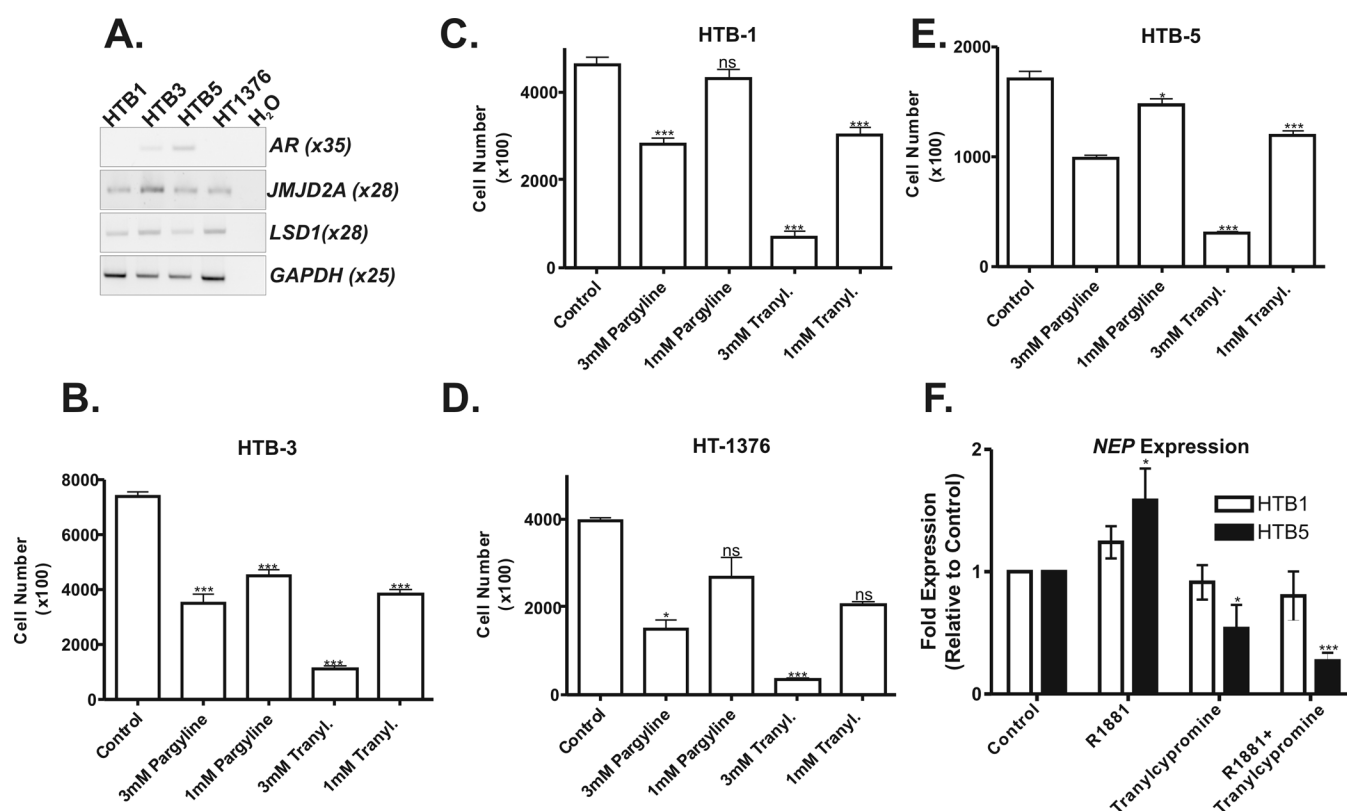 A.
HTB1 HTB3 HTB5 HT1376 H₂O
AR (x35)
JMJD2A (x28)
LSD1(x28)
GAPDH (x25)
C.
HTB-1
Cell Number
(x100)
4000
2000
0
***
ns
***
***
Control
3mM Pargyline
1mM Pargyline
3mM Tranyl.
1mM Tranyl.
E.
HTB-5
Cell Number
(x100)
2000
1000
0
*
***
***
Control
3mM Pargyline
1mM Pargyline
3mM Tranyl.
1mM Tranyl.
B.
HTB-3
Cell Number
(x100)
8000
6000
4000
2000
0
***
***
***
***
Control
3mM Pargyline
1mM Pargyline
3mM Tranyl.
1mM Tranyl.
D.
HT-1376
Cell Number
(x100)
4000
2000
0
*
ns
***
ns
Control
3mM Pargyline
1mM Pargyline
3mM Tranyl.
1mM Tranyl.
F.
NEP Expression
Fold Expression
(Relative to Control)
2
1
0
*
*
***
HTB1
HTB5
Control
R1881
Tranylcypromine
R1881+
Tranylcypromine